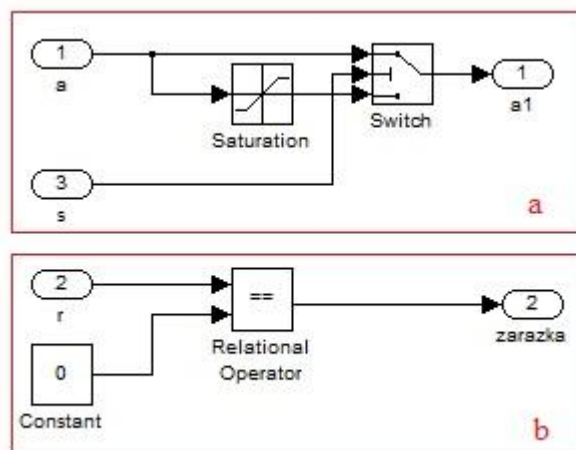 1
a
Saturation
Switch
1
a1
3
s
a
2
r
==
Relational
Operator
2
zarazka
0
Constant
b